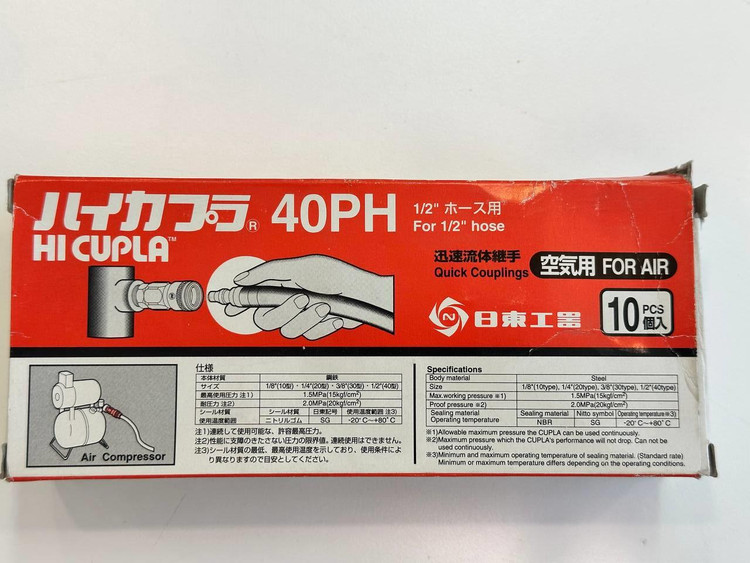 ハイカプラ® 40PH 1/2" ホース用
HI CUPLA™ For 1/2" hose
迅速流体継手
Quick Couplings
空気用 FOR AIR
日東工器
10 PCS
個入
Air Compressor
仕様
本体材質 鋼鉄
サイズ 1/8"(10型)・1/4"(20型)・3/8"(30型)・1/2"(40型)
最高使用圧力 注1) 1.5MPa(15kgf/cm²)
耐圧力 注2) 2.0MPa(20kgf/cm²)
シール材質 シール材質 日東記号 使用温度範囲 注3)
使用温度範囲 ニトリルゴム SG -20℃～+80℃
注1)連続して使用可能な、許容最高圧力。
注2)性能に支障のきたさない圧力の限界値。連続使用はできません。
注3)シール材の最低、最高使用温度を示しており、使用条件により異なりますので目安としてください。
Specifications
Body material Steel
Size 1/8"(10type), 1/4"(20type), 3/8"(30type), 1/2"(40type)
Max.working pressure ※1) 1.5MPa(15kgf/cm²)
Proof pressure ※2) 2.0MPa(20kgf/cm²)
Sealing material Sealing material Nitto symbol Operating temperature※3)
Operating temperature NBR SG -20℃～+80℃
※1)Allowable maximum pressure the CUPLA can be used continuously.
※2)Maximum pressure which the CUPLA's performance will not drop. Can not be
used continuously.
※3)Minimum and maximum operating temperature of sealing material. (Standard rate)
Minimum or maximum temperature differs depending on the operating conditions.